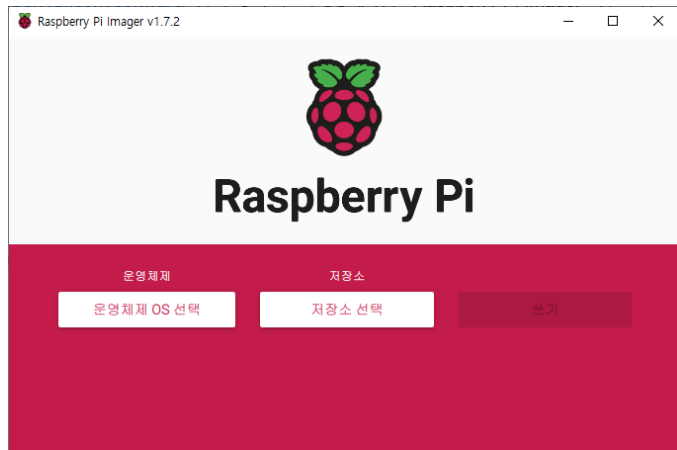 Raspberry Pi Imager v1.7.2
Raspberry Pi
운영체제
저장소
운영체제 OS 선택
저장소 선택
쓰기